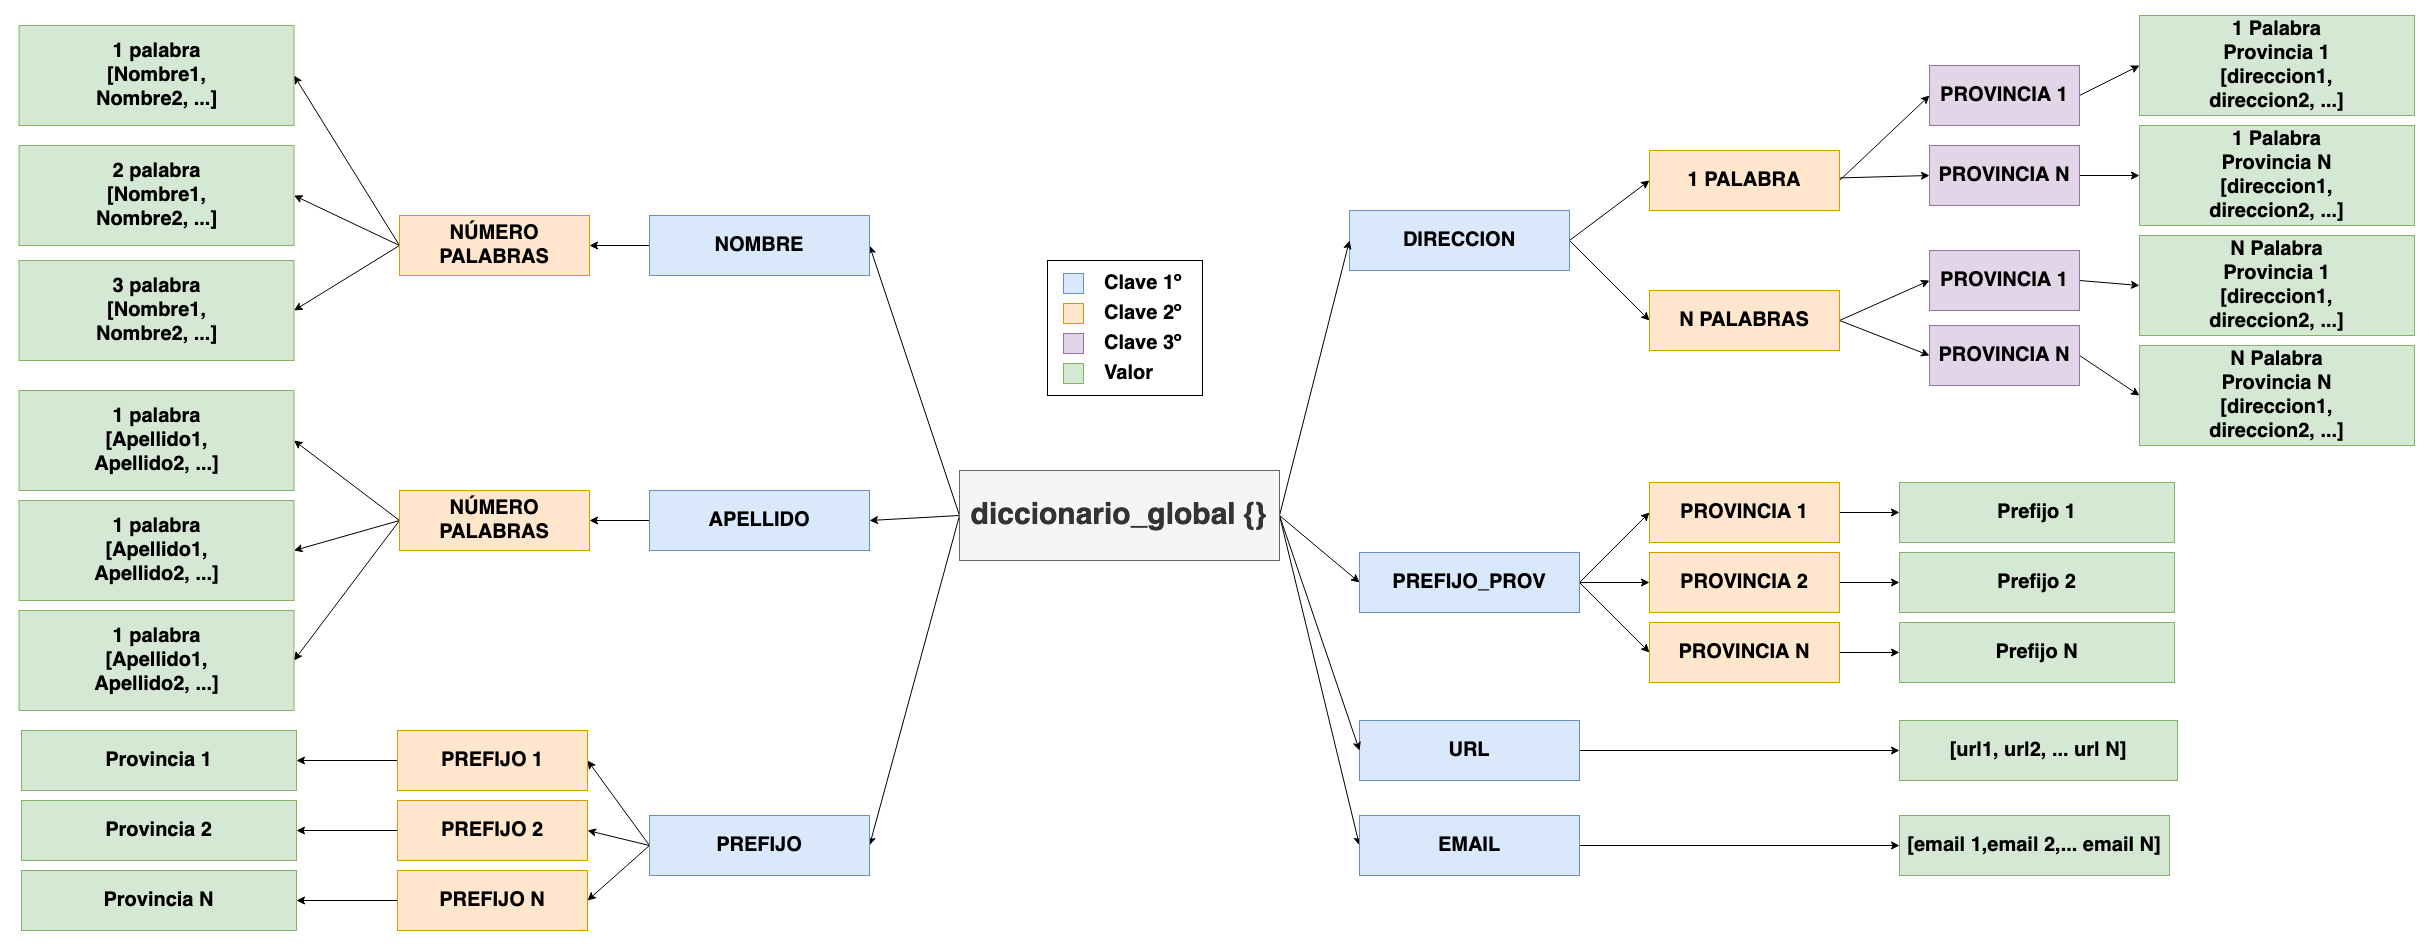 1 palabra
[Nombre1,
Nombre2, ...]
2 palabra
[Nombre1,
Nombre2, ...]
3 palabra
[Nombre1,
Nombre2, ...]
NÚMERO
PALABRAS
NOMBRE
1 palabra
[Apellido1,
Apellido2, ...]
1 palabra
[Apellido1,
Apellido2, ...]
1 palabra
[Apellido1,
Apellido2, ...]
NÚMERO
PALABRAS
APELLIDO
Provincia 1
PREFIJO 1
Provincia 2
PREFIJO 2
Provincia N
PREFIJO N
PREFIJO
Clave 1º
Clave 2º
Clave 3º
Valor
diccionario_global {}
DIRECCION
1 PALABRA
N PALABRAS
PROVINCIA 1
PROVINCIA N
PROVINCIA 1
PROVINCIA N
1 Palabra
Provincia 1
[direccion1,
direccion2, ...]
1 Palabra
Provincia N
[direccion1,
direccion2, ...]
N Palabra
Provincia 1
[direccion1,
direccion2, ...]
N Palabra
Provincia N
[direccion1,
direccion2, ...]
PREFIJO_PROV
PROVINCIA 1
Prefijo 1
PROVINCIA 2
Prefijo 2
PROVINCIA N
Prefijo N
URL
[url1, url2, ... url N]
EMAIL
[email 1,email 2,... email N]